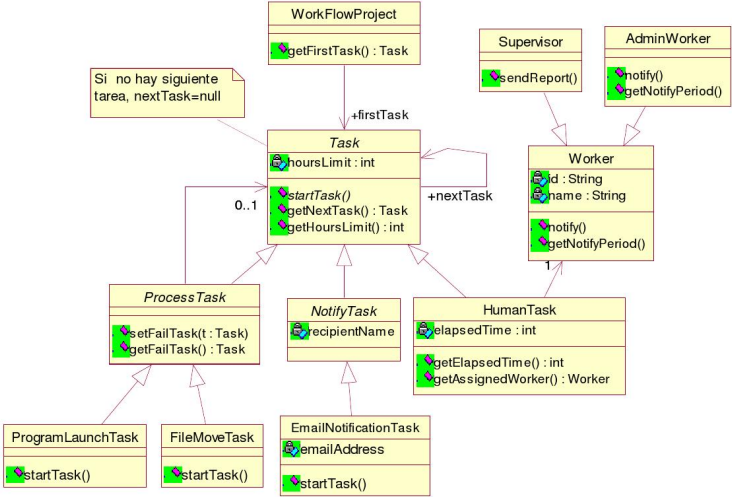 WorkFlowProject
getFirstTask() : Task
Supervisor
sendReport()
AdminWorker
notify()
getNotifyPeriod()
Si no hay siguiente
tarea, nextTask=null
+firstTask
Task
hoursLimit : int
startTask()
getNextTask() : Task
getHoursLimit() : int
+nextTask
0..1
Worker
id : String
name : String
notify()
getNotifyPeriod()
1
ProcessTask
setFailTask(t : Task)
getFailTask() : Task
NotifyTask
recipientName
HumanTask
elapsedTime : int
getElapsedTime() : int
getAssignedWorker() : Worker
ProgramLaunchTask
startTask()
FileMoveTask
startTask()
EmailNotificationTask
emailAddress
startTask()